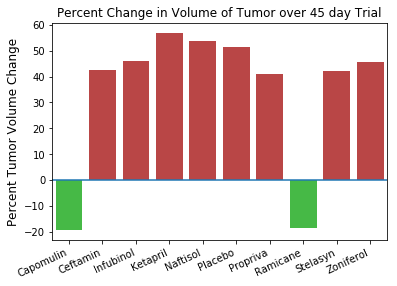 Percent Change in Volume of Tumor over 45 day Trial
Percent Tumor Volume Change
60
50
40
30
20
10
0
−10
−20
Capomulin
Ceftamin
Infubinol
Ketapril
Naftisol
Placebo
Propriva
Ramicane
Stelasyn
Zoniferol